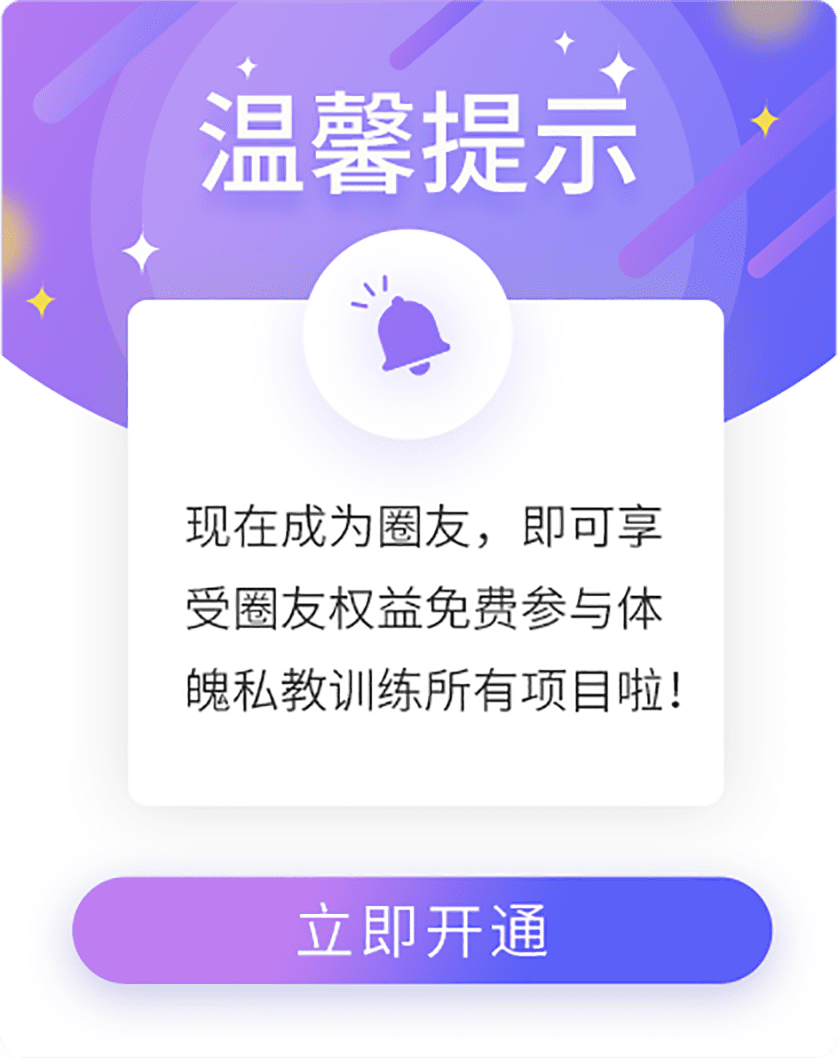 温馨提示
现在成为圈友，即可享
受圈友权益免费参与体
魄私教训练所有项目啦！
立即开通